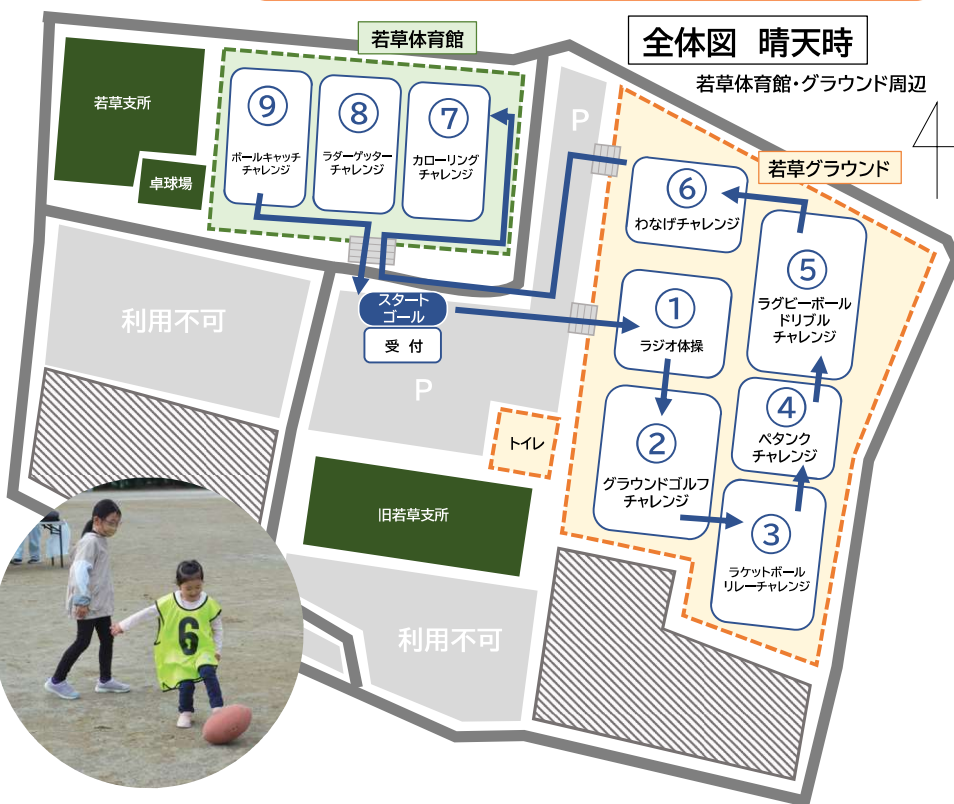 全体図 晴天時
若草体育館・グラウンド周辺
若草体育館
若草支所
卓球場
⑨
ボールキャッチ
チャレンジ
⑧
ラダーゲッター
チャレンジ
⑦
カローリング
チャレンジ
P
若草グラウンド
⑥
わなげチャレンジ
⑤
ラグビーボール
ドリブル
チャレンジ
①
ラジオ体操
スタート
ゴール
受付
利用不可
P
④
ペタンク
チャレンジ
②
グラウンドゴルフ
チャレンジ
トイレ
③
ラケットボール
リレーチャレンジ
旧若草支所
利用不可
6